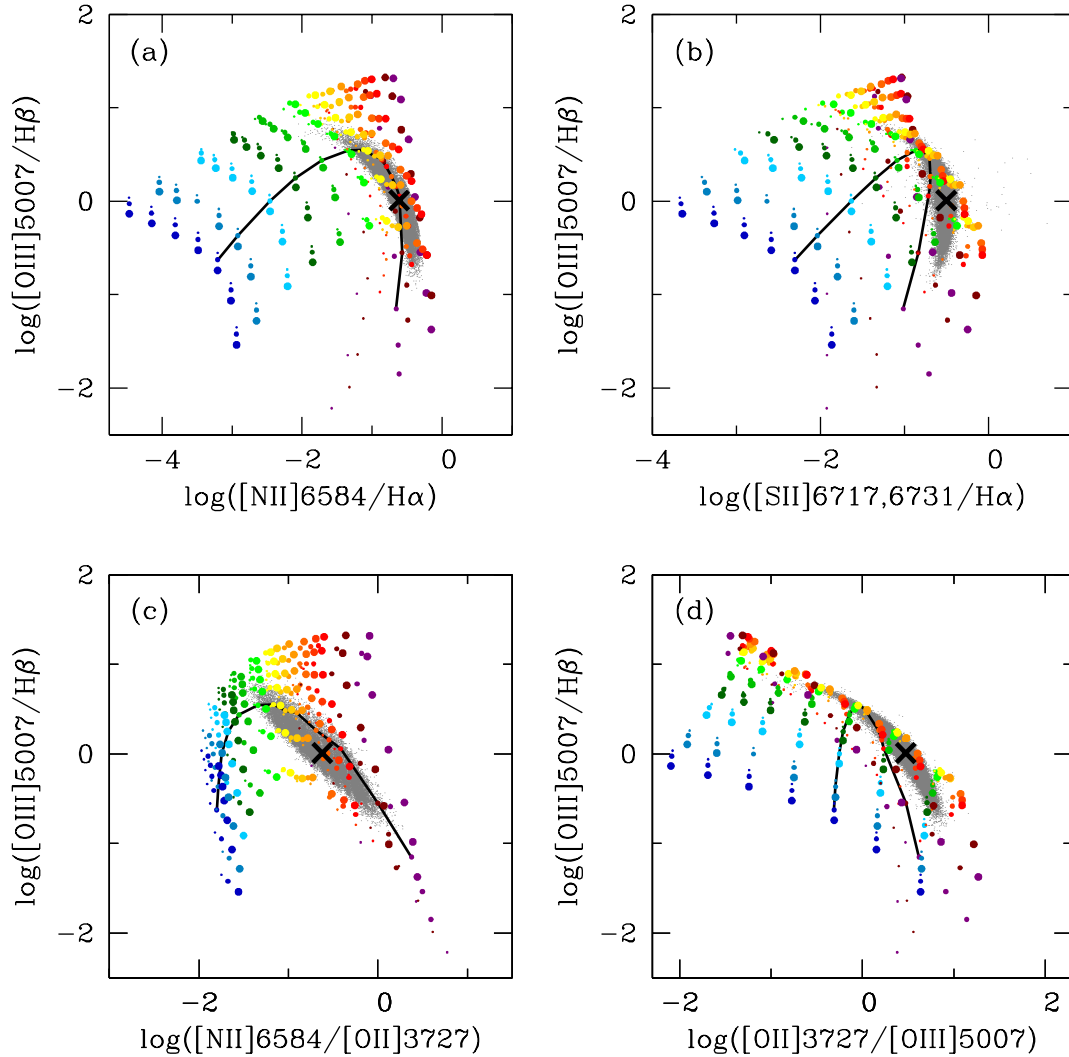 2
(a)
0
−2
log([OIII]5007/Hβ)
−4
−2
0
log([NII]6584/Hα)
2
(b)
0
−2
log([OIII]5007/Hβ)
−4
−2
0
log([SII]6717,6731/Hα)
2
(c)
0
−2
log([OIII]5007/Hβ)
−2
0
log([NII]6584/[OII]3727)
2
(d)
0
−2
log([OIII]5007/Hβ)
−2
0
2
log([OII]3727/[OIII]5007)